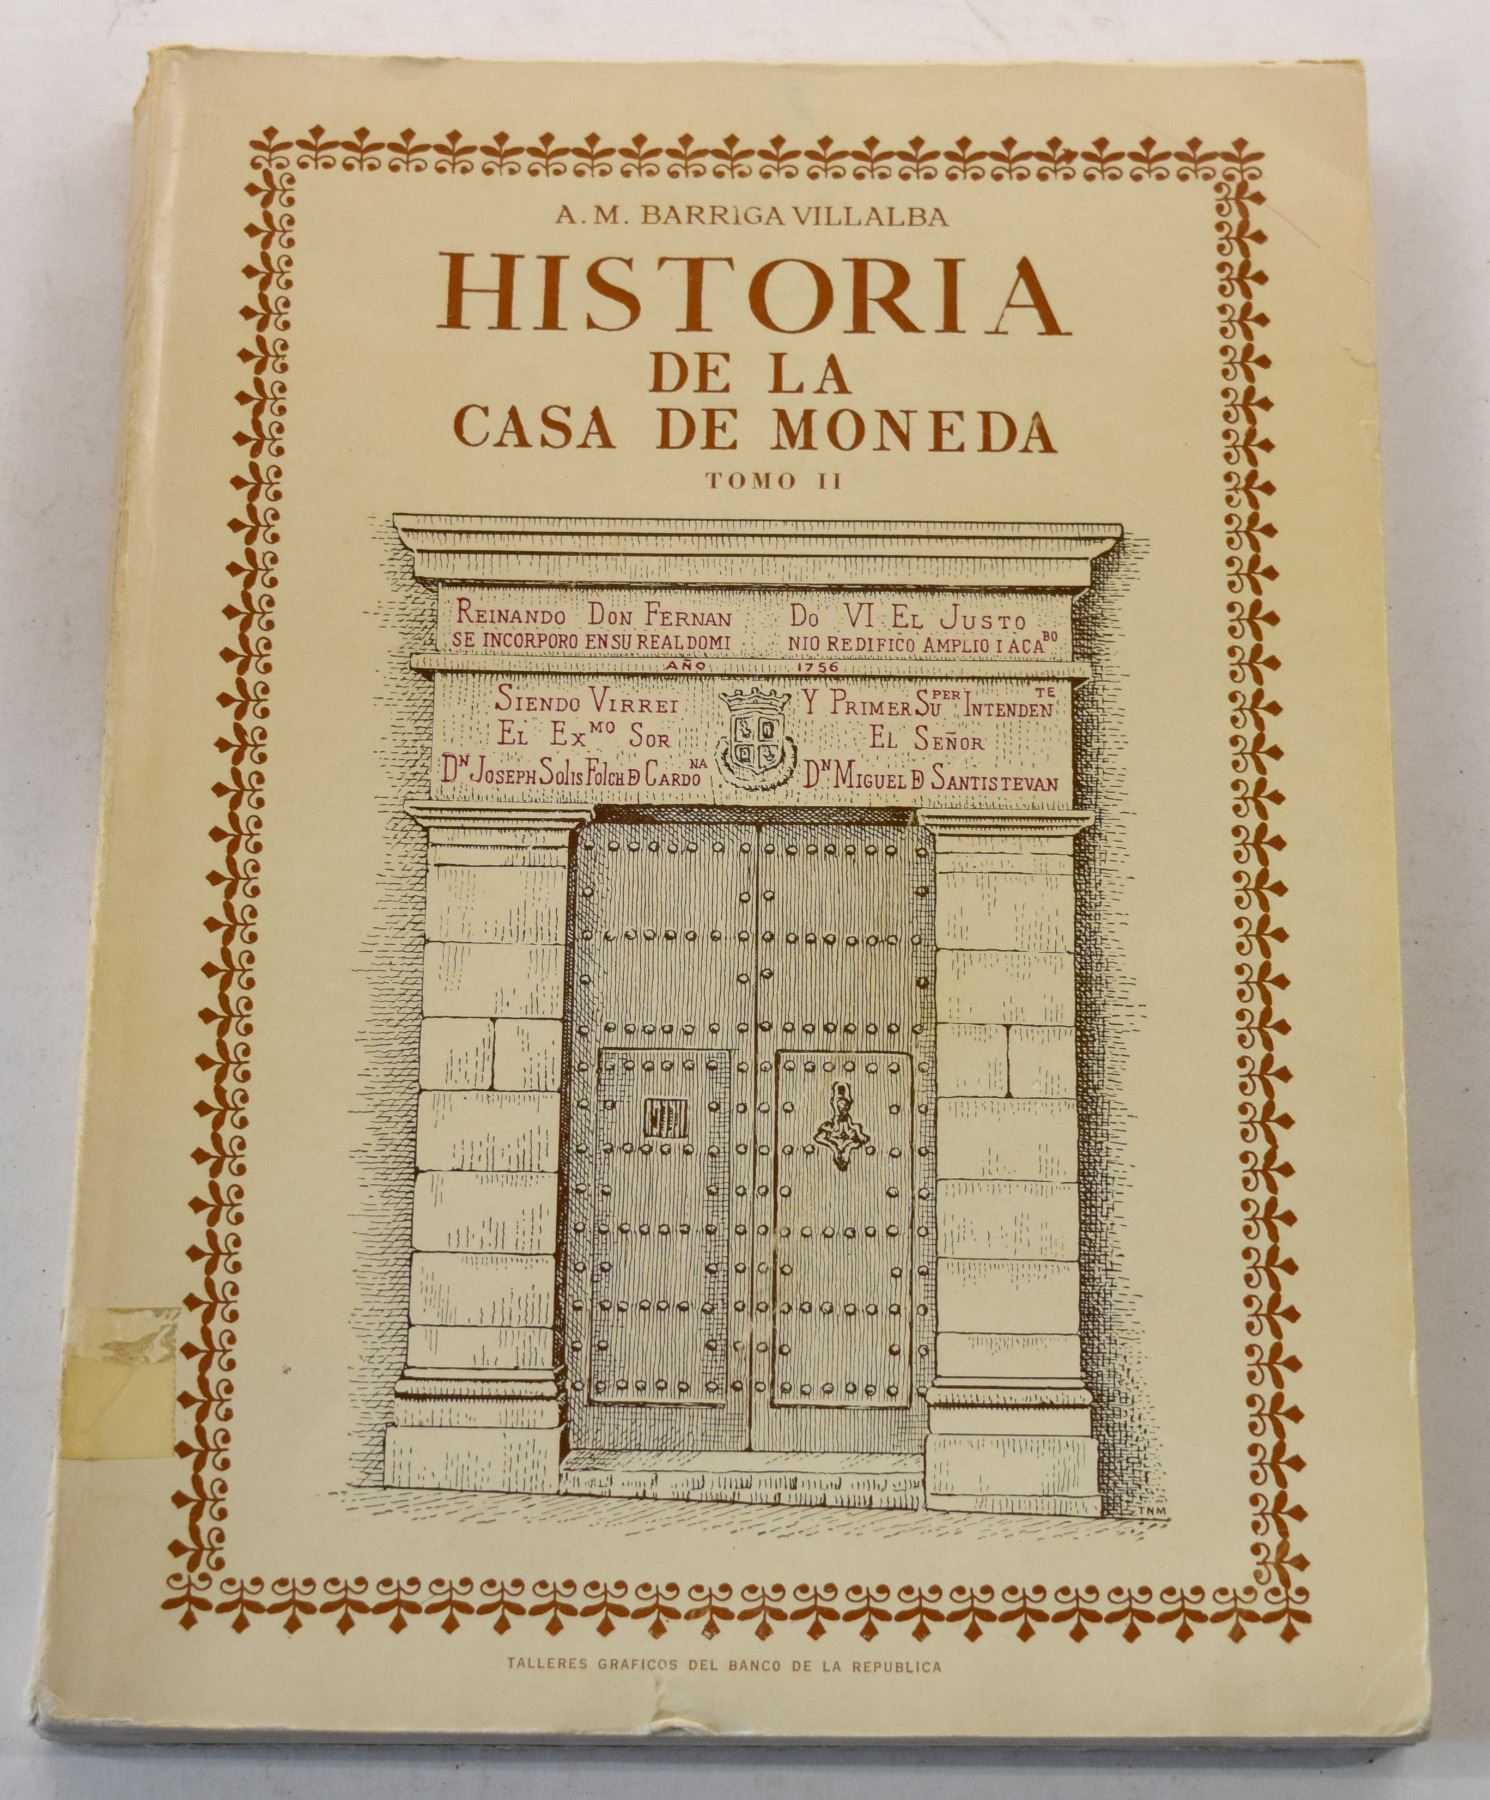 A. M. BARRIGA VILLALBA
HISTORIA
DE LA
CASA DE MONEDA
TOMO II
REINANDO DON FERNAN DO VI EL JUSTO
SE INCORPORO EN SU REAL DOMI NIO REDIFICO AMPLIO I ACABO
AÑO 1756
SIENDO VIRREI
EL EXMO SOR
DN JOSEPH SOLIS FOLCH D CARDONA
Y PRIMER SUPER INTENDENTE
EL SEÑOR
DN MIGUEL D SANTISTEVAN
TNM
TALLERES GRAFICOS DEL BANCO DE LA REPUBLICA